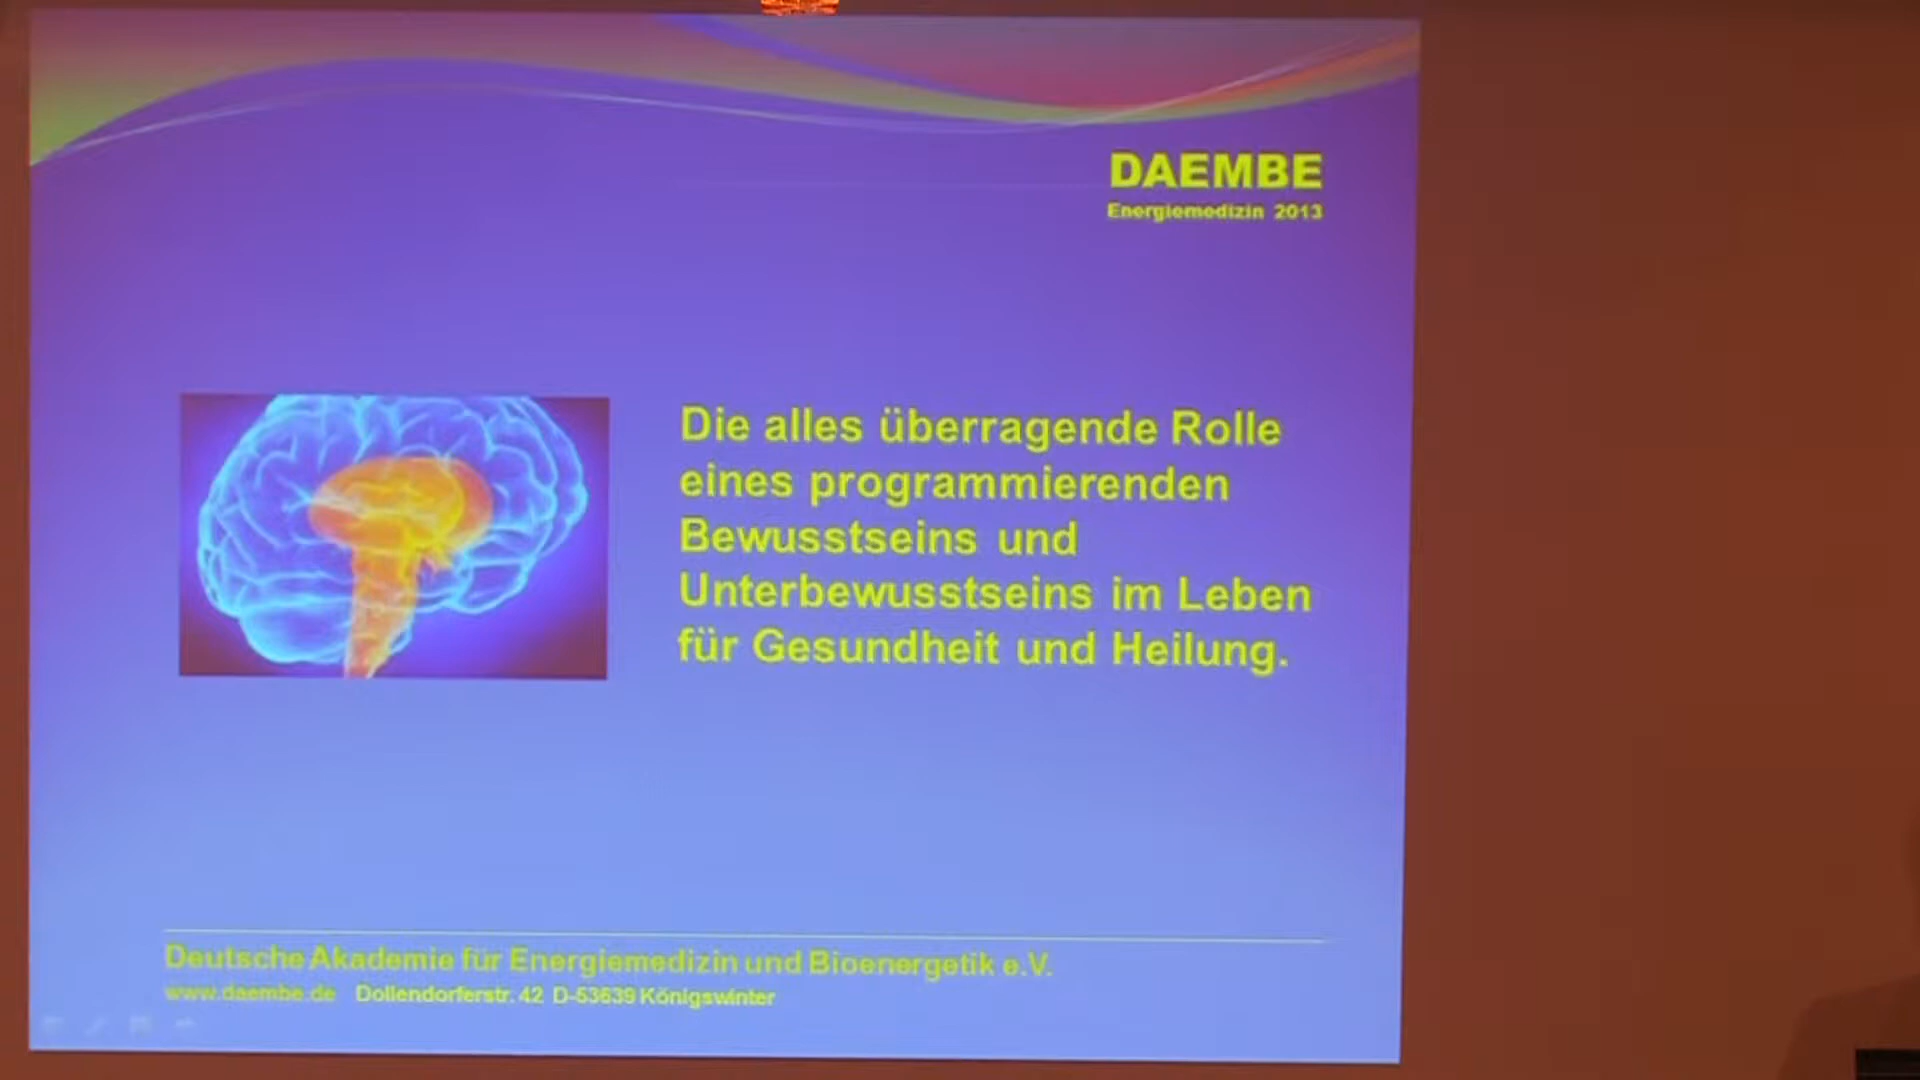 DAEMBE
Energiemedizin 2013
Die alles überragende Rolle
eines programmierenden
Bewusstseins und
Unterbewusstseins im Leben
für Gesundheit und Heilung.
Deutsche Akademie für Energiemedizin und Bioenergetik e.V.
www.daembe.de Dollendorferstr. 42 D-53639 Königswinter